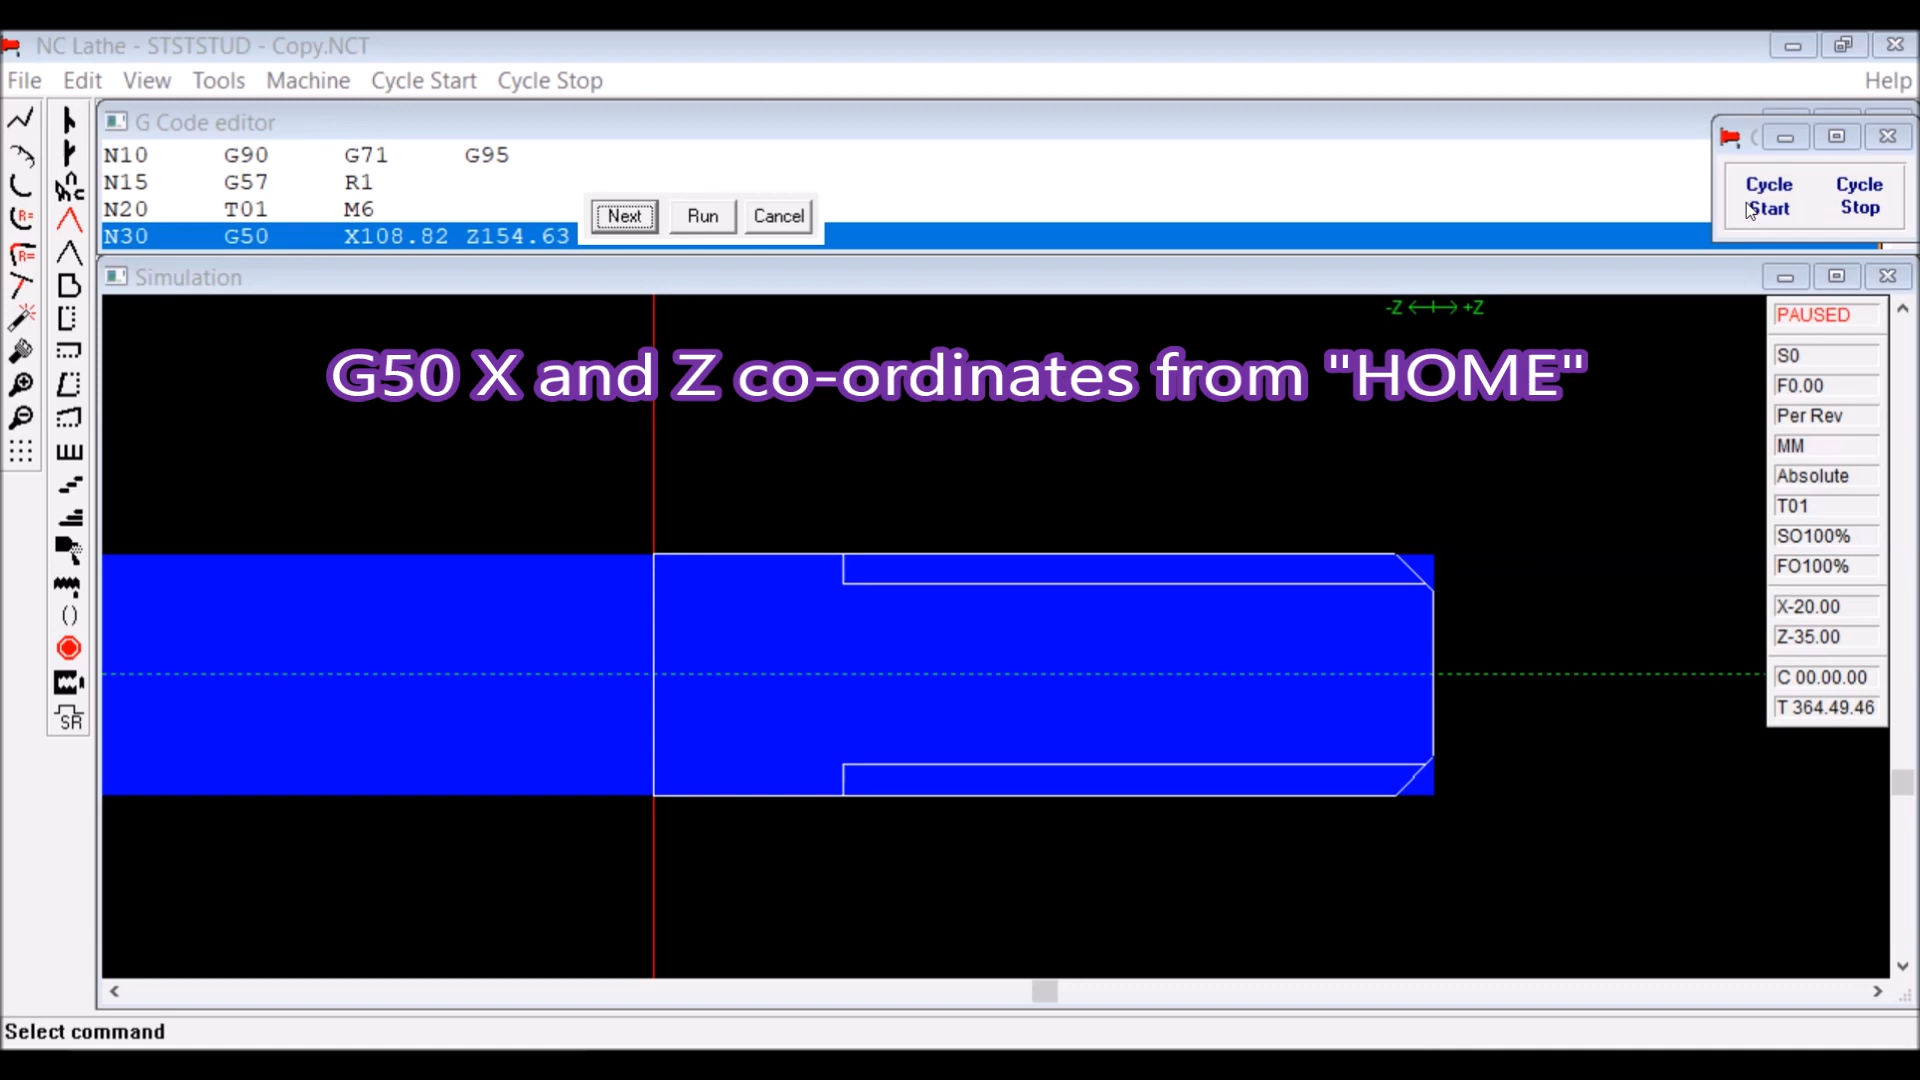 NC Lathe - STSTSTUD - Copy.NCT
File Edit View Tools Machine Cycle Start Cycle Stop Help
G Code editor
N10 G90 G71 G95
N15 G57 R1
N20 T01 M6
N30 G50 X108.82 Z154.63
Next Run Cancel
Cycle Start
Cycle Stop
Simulation
-Z +Z
G50 X and Z co-ordinates from "HOME"
PAUSED
S0
F0.00
Per Rev
MM
Absolute
T01
SO100%
FO100%
X-20.00
Z-35.00
C 00.00.00
T 364.49.46
R=
R=
SR
Select command